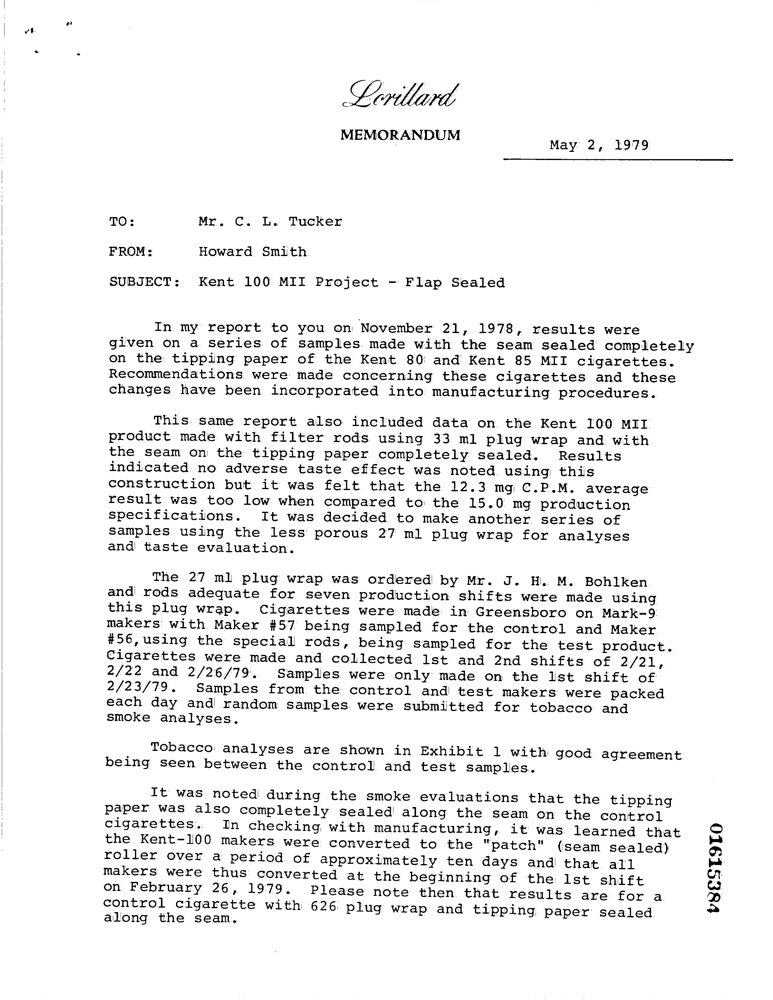 Lorillard
MEMORANDUM
May 2, 1979
TO: Mr. C. L. Tucker
FROM: Howard Smith
SUBJECT: Kent 100 MII Project - Flap Sealed
In my report to you on November 21, 1978, results were
given on a series of samples made with the seam sealed completely
on the tipping paper of the Kent 80 and Kent 85 MII cigarettes.
Recommendations were made concerning these cigarettes and these
changes have been incorporated into manufacturing procedures.
This same report also included data on the Kent 100 MII
product made with filter rods using 33 ml plug wrap and with
the seam on the tipping paper completely sealed. Results
indicated no adverse taste effect was noted using this
construction but it was felt that the 12.3 mg C.P.M. average
result was too low when compared to the 15.0 mg production
specifications. It was decided to make another series of
samples using the less porous 27 ml plug wrap for analyses
and taste evaluation.
The 27 ml plug wrap was ordered by Mr. J. H. M. Bohlken
and rods adequate for seven production shifts were made using
this plug wrap. Cigarettes were made in Greensboro on Mark-9
makers with Maker #57 being sampled for the control and Maker
#56, using the special rods, being sampled for the test product.
Cigarettes were made and collected 1st and 2nd shifts of 2/21,
2/22 and 2/26/79. Samples were only made on the 1st shift of
2/23/79. Samples from the control and test makers were packed
each day and random samples were submitted for tobacco and
smoke analyses.
Tobacco analyses are shown in Exhibit 1 with good agreement
being seen between the control and test samples.
It was noted during the smoke evaluations that the tipping
paper was also completely sealed along the seam on the control
cigarettes. In checking with manufacturing, it was learned that
the Kent-100 makers were converted to the "patch" (seam sealed)
roller over a period of approximately ten days and that all
makers were thus converted at the beginning of the 1st shift
on February 26, 1979. Please note then that results are for a
control cigarette with 626 plug wrap and tipping paper sealed
along the seam.
01615384